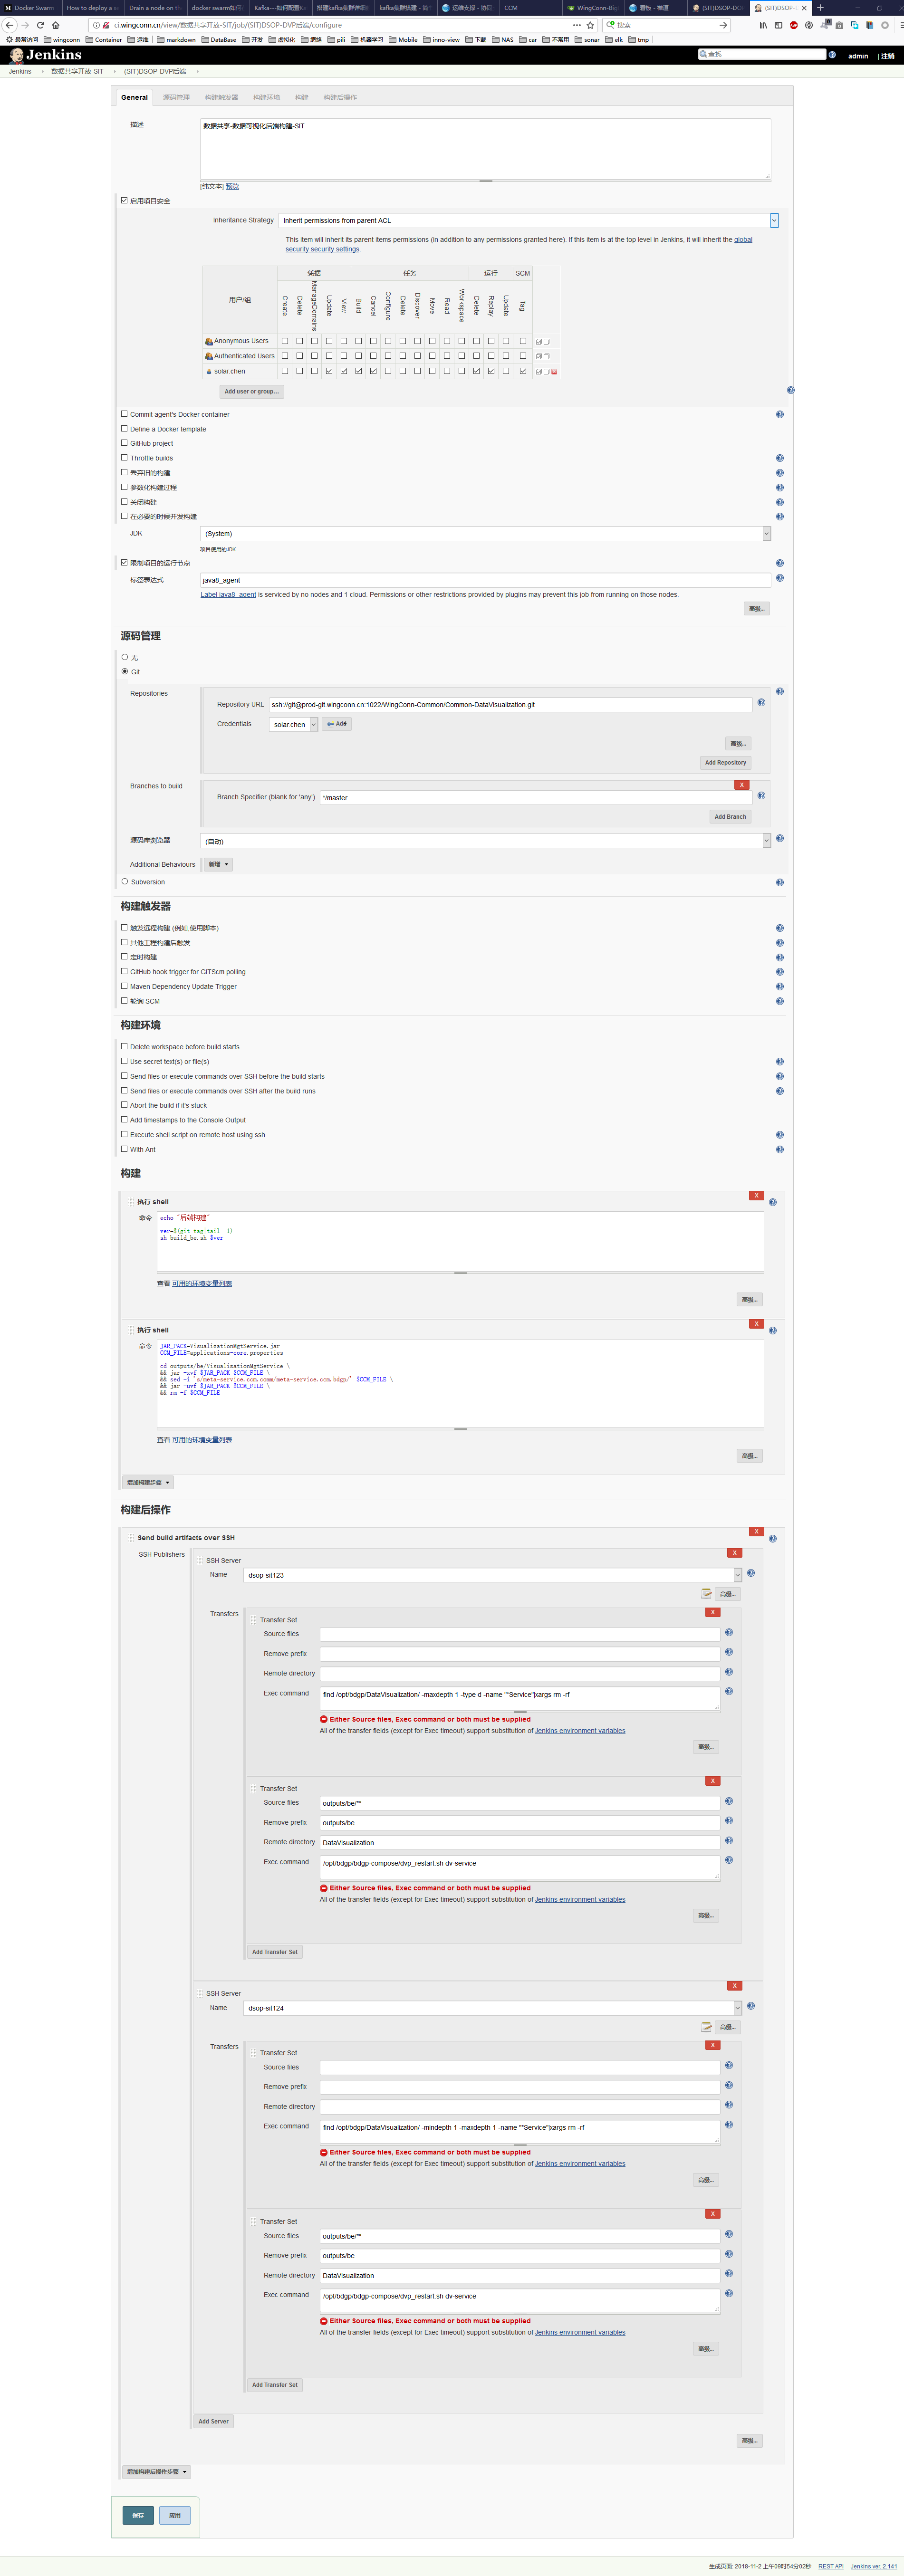 Docker Swarm
How to deploy a s
Drain a node on th
docker swarm如何
Kafka——如何配置Ka
搭建kafka集群详细
kafka集群搭建 - 简
运维支撑 - 协同
CCM
WingConn-Big
看板 -- 禅道
(SIT)DSOP-DO
(SIT)DSOP-D
ci.wingconn.cn/view/数据共享开放-SIT/job/(SIT)DSOP-DVP后端/configure
搜索
最常访问 wingconn Container 运维 markdown DataBase 开发 虚拟化 网络 pili 机器学习 Mobile inno-view 下载 NAS car 不常用 sonar elk tmp
Jenkins
查找
admin | 注销
Jenkins 数据共享开放-SIT (SIT)DSOP-DVP后端
General 源码管理 构建触发器 构建环境 构建 构建后操作
描述
数据共享-数据可视化后端构建-SIT
[纯文本] 预览
启用项目安全
Inheritance Strategy
Inherit permissions from parent ACL
This item will inherit its parent items permissions (in addition to any permissions granted here). If this item is at the top level in Jenkins, it will inherit the global
security security settings.
用户/组 凭据 任务 运行 SCM
Create Delete ManageDomains Update View Build Cancel Configure Delete Discover Move Read Workspace Delete Replay Update Tag
Anonymous Users
Authenticated Users
solar.chen
Add user or group...
Commit agent's Docker container
Define a Docker template
GitHub project
Throttle builds
丢弃旧的构建
参数化构建过程
关闭构建
在必要的时候并发构建
JDK
(System)
项目使用的JDK
限制项目的运行节点
标签表达式
java8_agent
Label java8_agent is serviced by no nodes and 1 cloud. Permissions or other restrictions provided by plugins may prevent this job from running on those nodes.
高级...
源码管理
无
Git
Repositories
Repository URL
ssh://git@prod-git.wingconn.cn:1022/WingConn-Common/Common-DataVisualization.git
Credentials
solar.chen
Add
高级...
Add Repository
Branches to build
X
Branch Specifier (blank for 'any')
*/master
Add Branch
源码库浏览器
(自动)
Additional Behaviours
新增
Subversion
构建触发器
触发远程构建 (例如,使用脚本)
其他工程构建后触发
定时构建
GitHub hook trigger for GITScm polling
Maven Dependency Update Trigger
轮询 SCM
构建环境
Delete workspace before build starts
Use secret text(s) or file(s)
Send files or execute commands over SSH before the build starts
Send files or execute commands over SSH after the build runs
Abort the build if it's stuck
Add timestamps to the Console Output
Execute shell script on remote host using ssh
With Ant
构建
X
执行 shell
命令
echo "后端构建"
ver=$(git tag|tail -1)
sh build_be.sh $ver
查看 可用的环境变量列表
高级...
X
执行 shell
命令
JAR_PACK=VisualizationMgtService.jar
CCM_FILE=applications-core.properties
cd outputs/be/VisualizationMgtService \
&& jar -xvf $JAR_PACK $CCM_FILE \
&& sed -i 's/meta-service.ccm.comm/meta-service.ccm.bdgp/' $CCM_FILE \
&& jar -uvf $JAR_PACK $CCM_FILE \
&& rm -f $CCM_FILE
查看 可用的环境变量列表
高级...
增加构建步骤
构建后操作
X
Send build artifacts over SSH
SSH Publishers
X
SSH Server
Name
dsop-sit123
高级...
Transfers
X
Transfer Set
Source files
Remove prefix
Remote directory
Exec command
find /opt/bdgp/DataVisualization/ -maxdepth 1 -type d -name "*Service"|xargs rm -rf
Either Source files, Exec command or both must be supplied
All of the transfer fields (except for Exec timeout) support substitution of Jenkins environment variables
高级...
X
Transfer Set
Source files
outputs/be/**
Remove prefix
outputs/be
Remote directory
DataVisualization
Exec command
/opt/bdgp/bdgp-compose/dvp_restart.sh dv-service
Either Source files, Exec command or both must be supplied
All of the transfer fields (except for Exec timeout) support substitution of Jenkins environment variables
高级...
Add Transfer Set
X
SSH Server
Name
dsop-sit124
高级...
Transfers
X
Transfer Set
Source files
Remove prefix
Remote directory
Exec command
find /opt/bdgp/DataVisualization/ -mindepth 1 -maxdepth 1 -name "*Service"|xargs rm -rf
Either Source files, Exec command or both must be supplied
All of the transfer fields (except for Exec timeout) support substitution of Jenkins environment variables
高级...
X
Transfer Set
Source files
outputs/be/**
Remove prefix
outputs/be
Remote directory
DataVisualization
Exec command
/opt/bdgp/bdgp-compose/dvp_restart.sh dv-service
Either Source files, Exec command or both must be supplied
All of the transfer fields (except for Exec timeout) support substitution of Jenkins environment variables
高级...
Add Transfer Set
Add Server
高级...
增加构建后操作步骤
保存 应用
生成页面: 2018-11-2 上午09时54分02秒 REST API Jenkins ver. 2.141